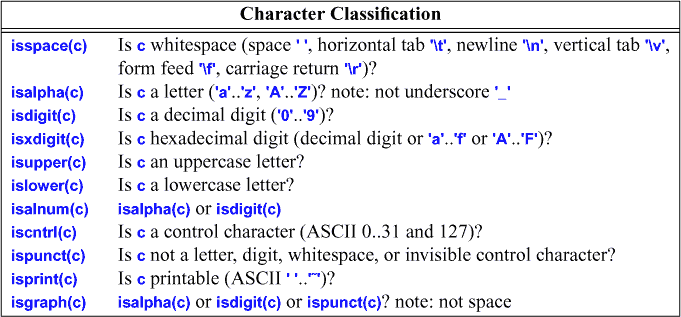 Character Classification
isspace(c) Is c whitespace (space ' ', horizontal tab '\t', newline '\n', vertical tab '\v',
form feed '\f', carriage return '\r')?
isalpha(c) Is c a letter ('a'..'z', 'A'..'Z')? note: not underscore '_'
isdigit(c) Is c a decimal digit ('0'..'9')?
isxdigit(c) Is c hexadecimal digit (decimal digit or 'a'..'f' or 'A'..'F')?
isupper(c) Is c an uppercase letter?
islower(c) Is c a lowercase letter?
isalnum(c) isalpha(c) or isdigit(c)
iscntrl(c) Is c a control character (ASCII 0..31 and 127)?
ispunct(c) Is c not a letter, digit, whitespace, or invisible control character?
isprint(c) Is c printable (ASCII ' '..'~')?
isgraph(c) isalpha(c) or isdigit(c) or ispunct(c)? note: not space